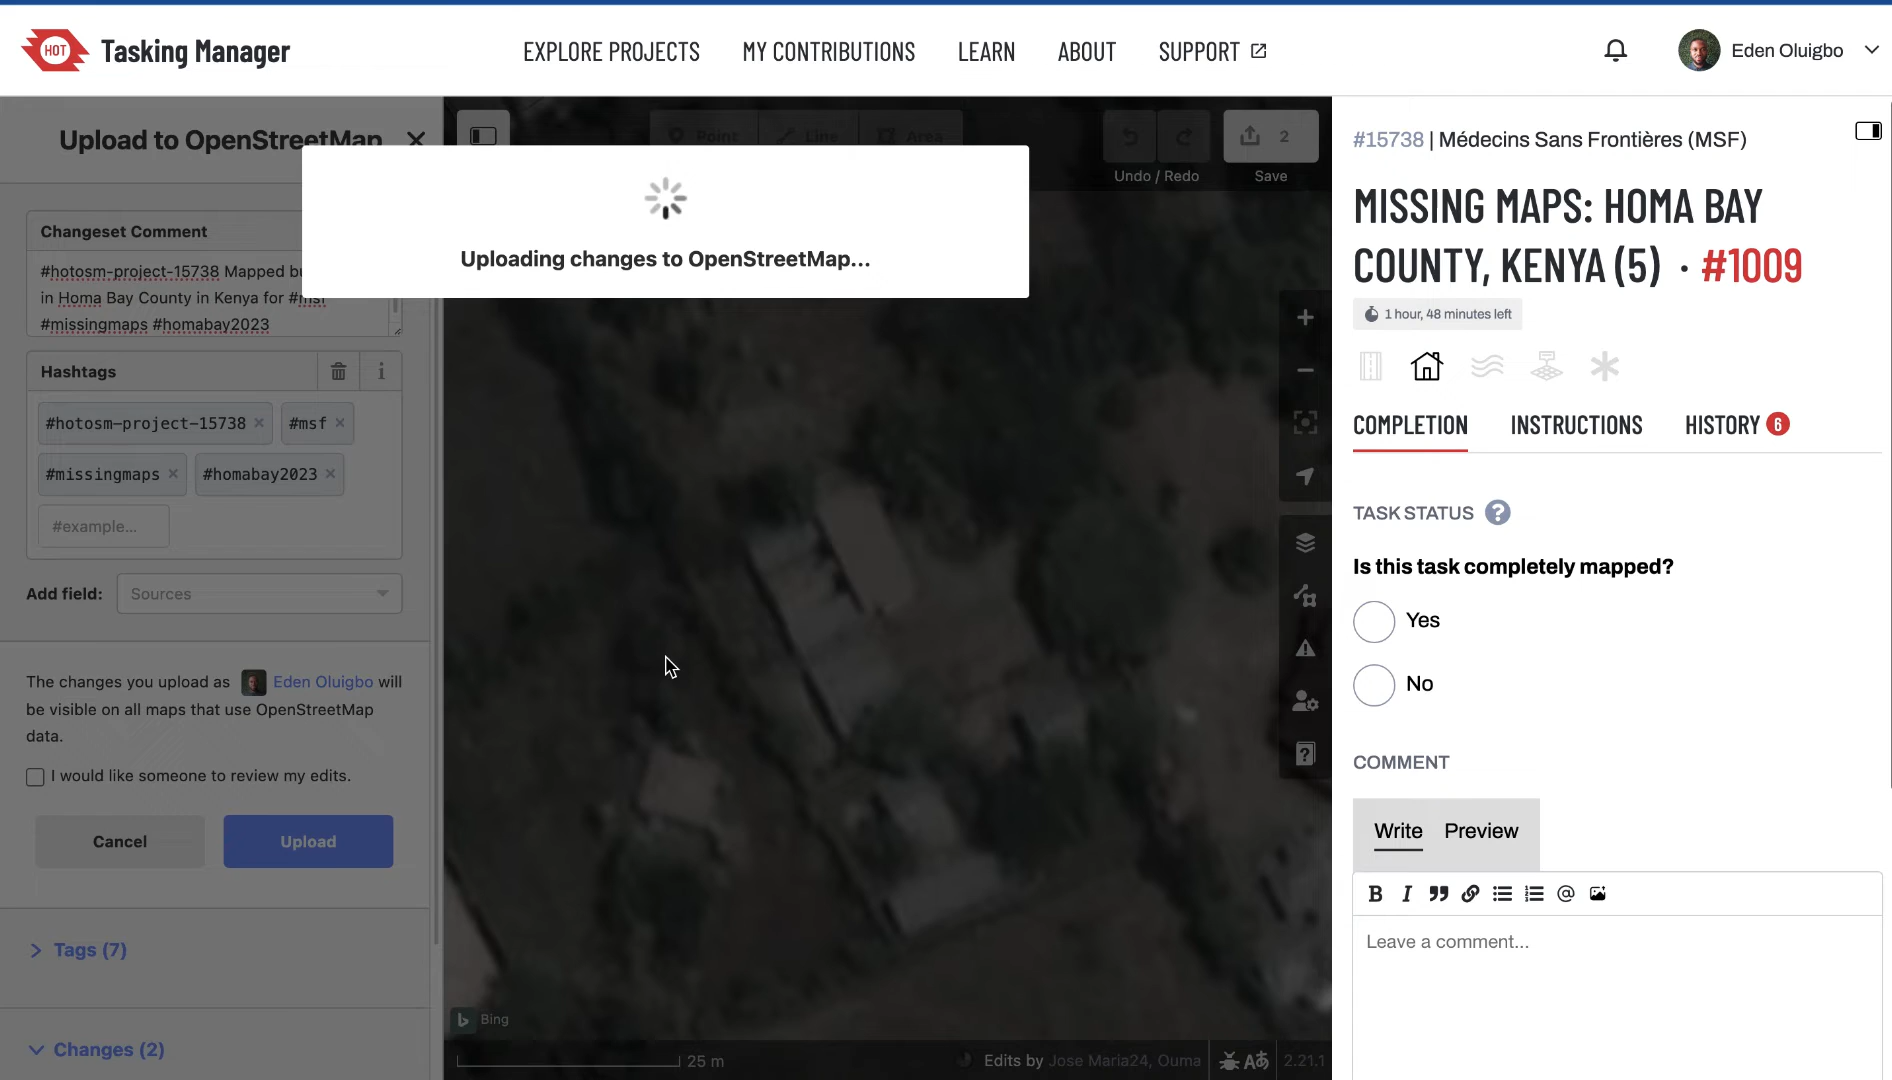 HOT Tasking Manager
EXPLORE PROJECTS
MY CONTRIBUTIONS
LEARN
ABOUT
SUPPORT
Eden Oluigbo
Upload to OpenStreetMap
Changeset Comment
#hotosm-project-15738 Mapped
in Homa Bay County in Kenya for #msf
#missingmaps #homabay2023
Hashtags
#hotosm-project-15738 × #msf ×
#missingmaps × #homabay2023 ×
#example...
Add field: Sources
The changes you upload as Eden Oluigbo will
be visible on all maps that use OpenStreetMap
data.
I would like someone to review my edits.
Cancel
Upload
Tags (7)
Changes (2)
Point
Line
Area
2
Undo / Redo
Save
Uploading changes to OpenStreetMap...
Bing
25 m
Edits by Jose Maria24, Ouma
2.21.1
#15738 | Médecins Sans Frontières (MSF)
MISSING MAPS: HOMA BAY
COUNTY, KENYA (5) · #1009
1 hour, 48 minutes left
COMPLETION
INSTRUCTIONS
HISTORY 6
TASK STATUS ?
Is this task completely mapped?
Yes
No
COMMENT
Write
Preview
Leave a comment...